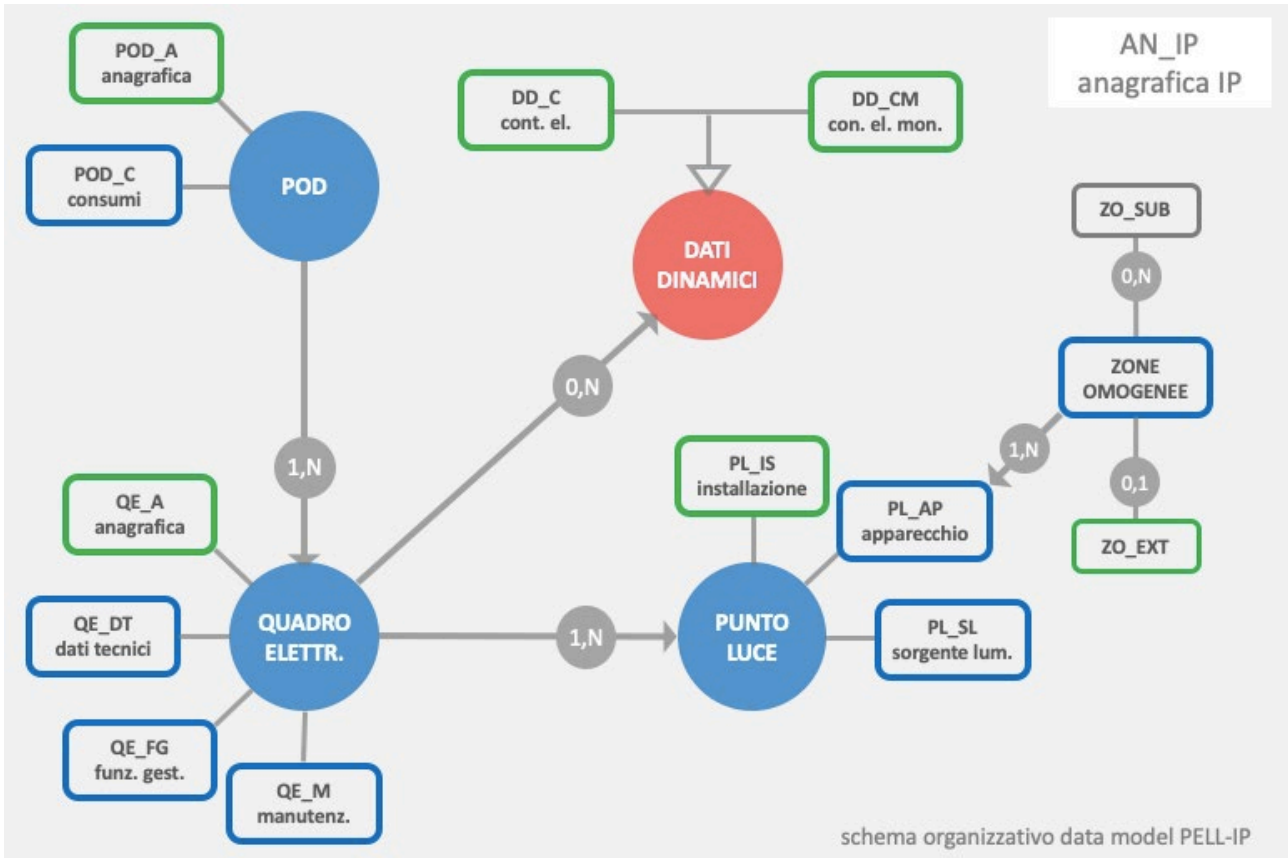 AN_IP
anagrafica IP
POD_A
anagrafica
POD_C
consumi
POD
DD_C
cont. el.
DD_CM
con. el. mon.
DATI
DINAMICI
ZO_SUB
0,N
ZONE
OMOGENEE
0,N
1,N
0,1
ZO_EXT
1,N
QE_A
anagrafica
QE_DT
dati tecnici
QE_FG
funz. gest.
QE_M
manutenz.
QUADRO
ELETTR.
1,N
PL_IS
installazione
PL_AP
apparecchio
PUNTO
LUCE
PL_SL
sorgente lum.
schema organizzativo data model PELL-IP